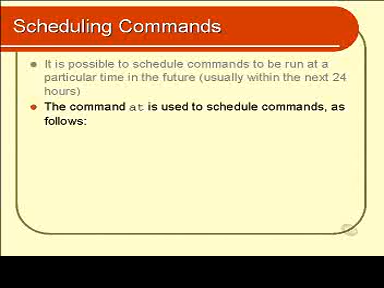 Scheduling Commands
It is possible to schedule commands to be run at a
particular time in the future (usually within the next 24
hours)
The command at is used to schedule commands, as
follows: